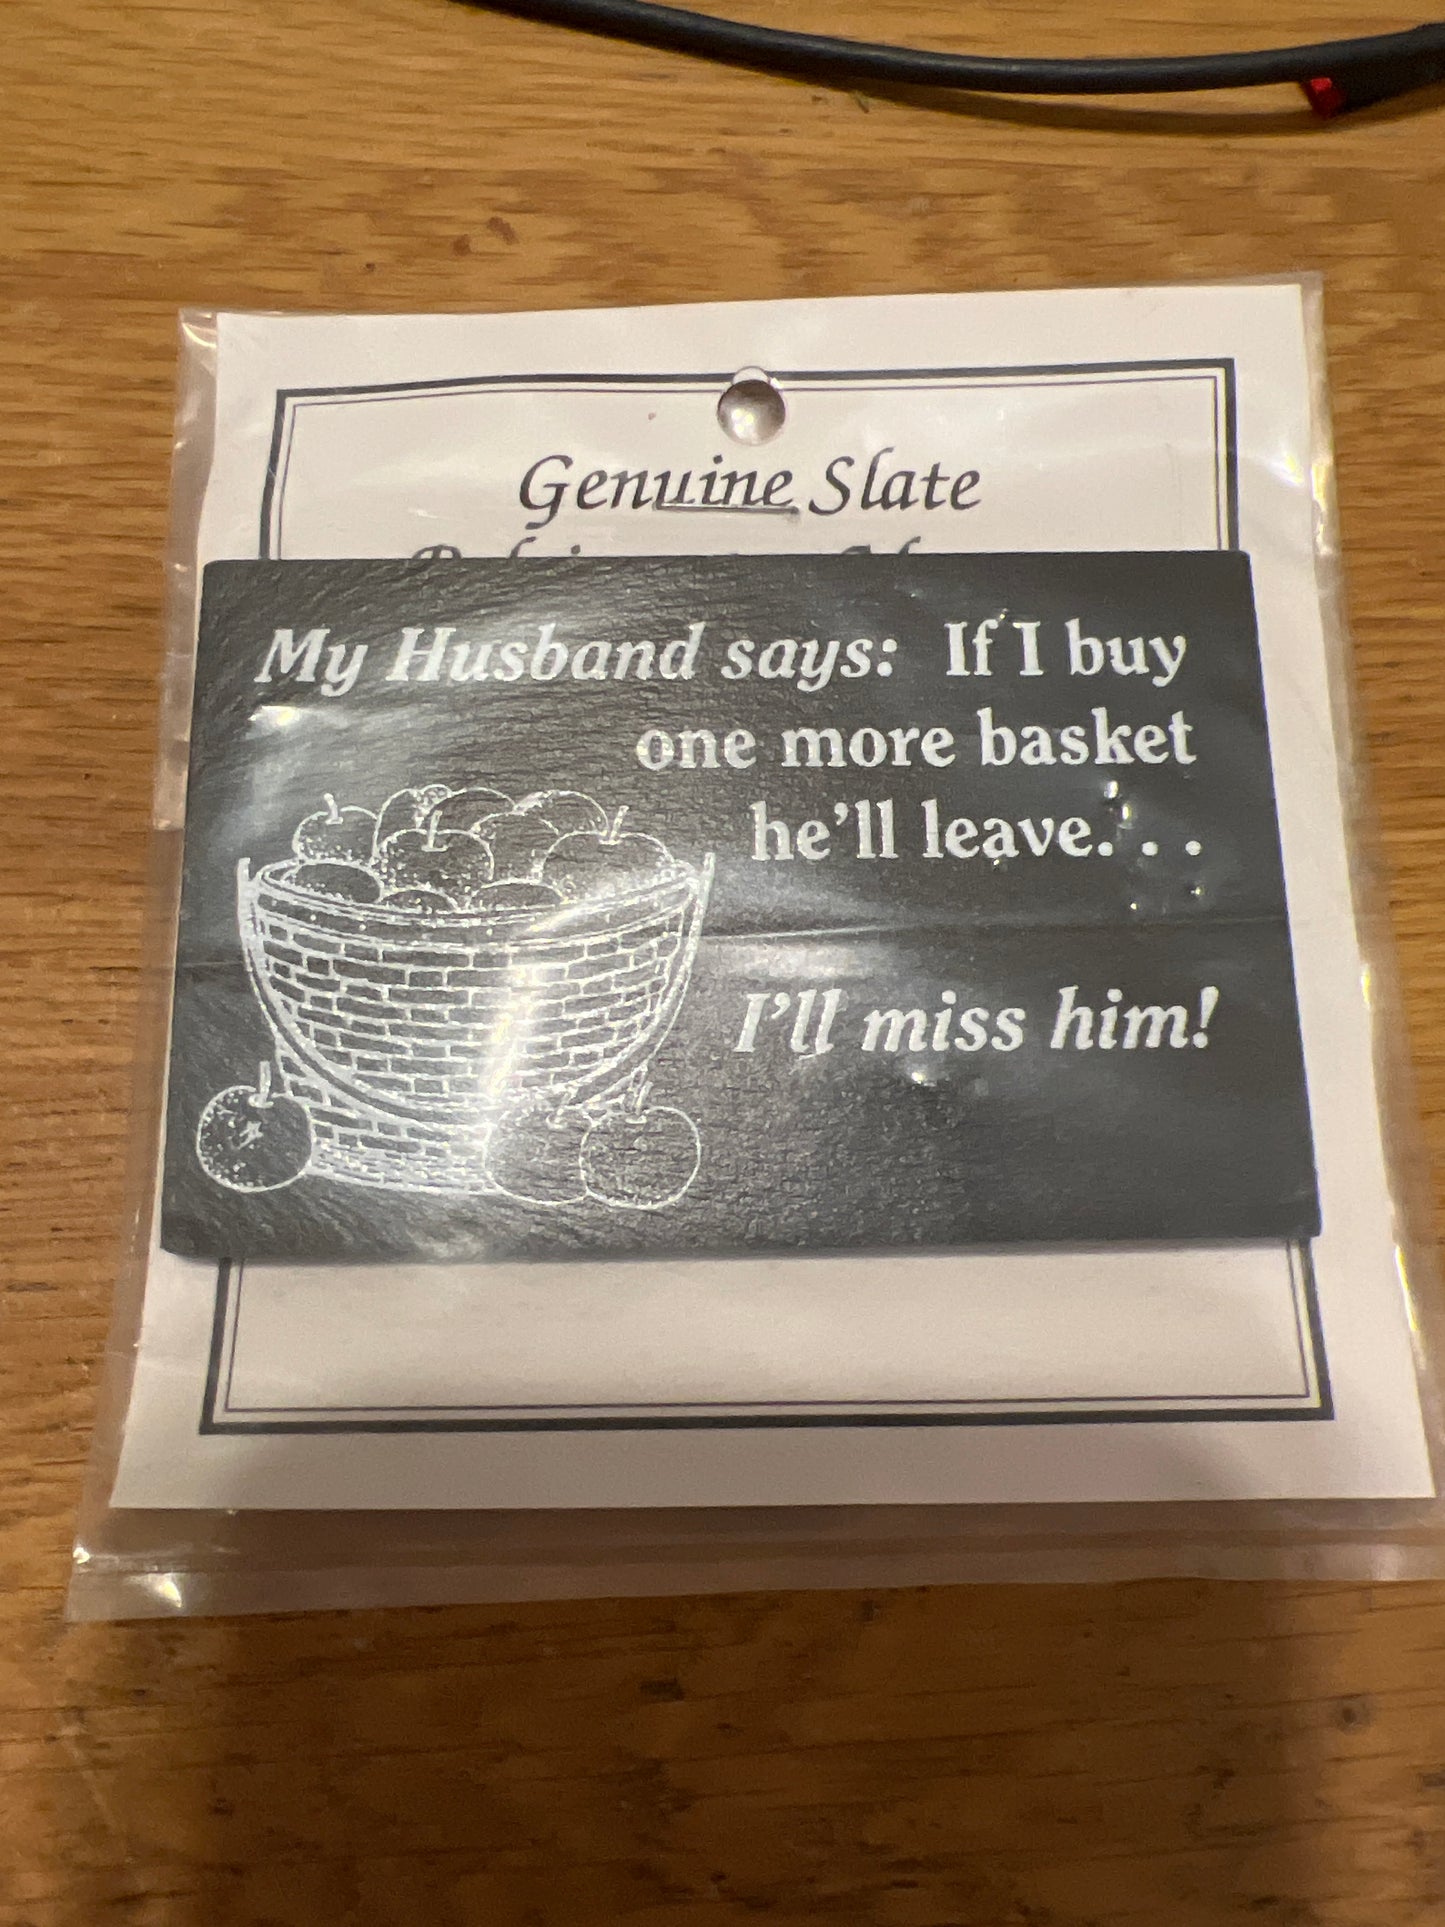 Genuine Slate
My Husband says: If I buy
one more basket
he'll leave. . .
I'll miss him!